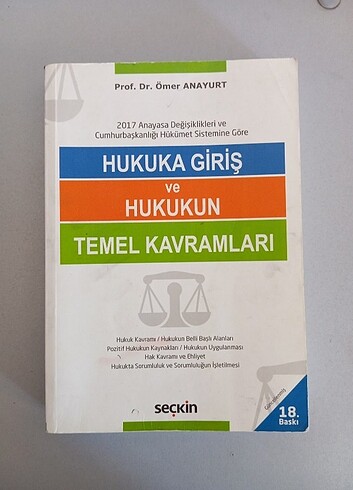 Prof. Dr. Ömer ANAYURT
2017 Anayasa Değişiklikleri ve
Cumhurbaşkanlığı Hükümet Sistemine Göre
HUKUKA GİRİŞ
ve
HUKUKUN
TEMEL KAVRAMLARI
Hukuk Kavramı / Hukukun Belli Başlı Alanları
Pozitif Hukukun Kaynakları / Hukukun Uygulanması
Hak Kavramı ve Ehliyet
Hukukta Sorumluluk ve Sorumluluğun İşletilmesi
seçkin
Güncellenmiş
18.
Baskı